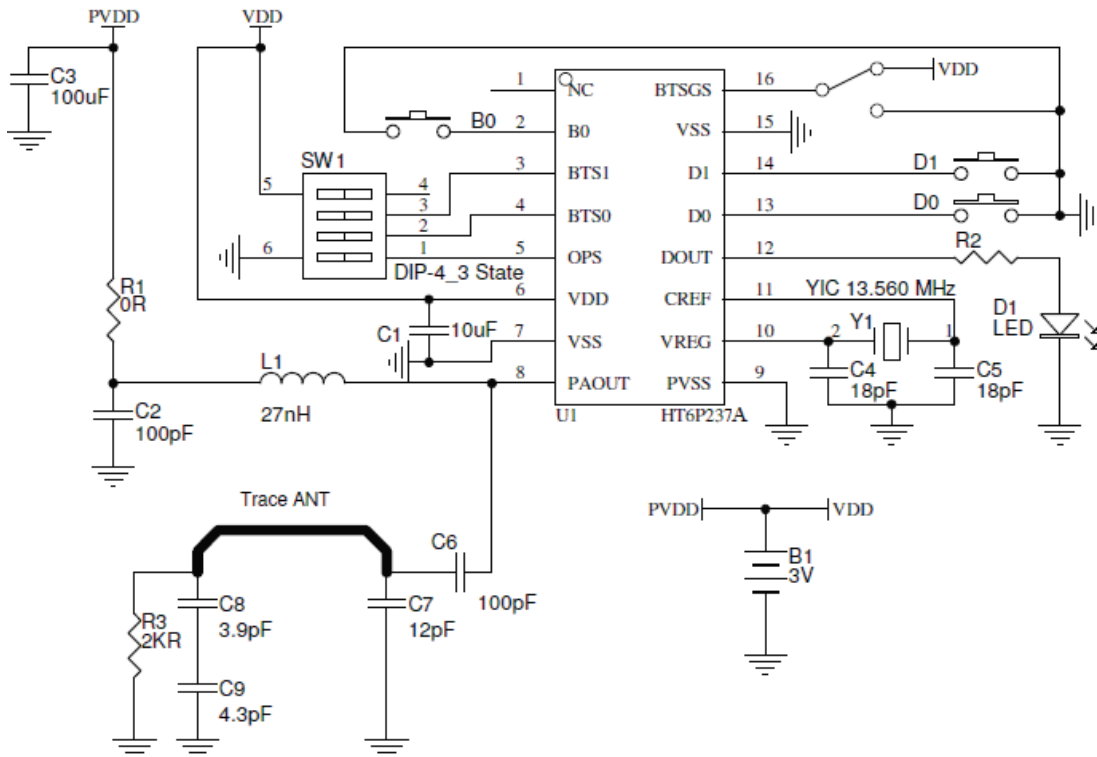 PVDD
VDD
C3
100uF
1
NC
BTSGS
16
VDD
B0
2
B0
VSS
15
SW1
5
4
3
BTS1
D1
14
D1
3
2
4
BTS0
D0
13
D0
6
1
5
OPS
DOUT
12
R2
DIP-4_3 State
R1
0R
6
VDD
CREF
11
YIC 13.560 MHz
D1
LED
C1
10uF
7
VSS
VREG
10
2
Y1
1
L1
27nH
8
PAOUT
PVSS
9
C4
18pF
C5
18pF
C2
100pF
U1
HT6P237A
Trace ANT
PVDD
VDD
C6
100pF
B1
3V
R3
2KR
C8
3.9pF
C7
12pF
C9
4.3pF